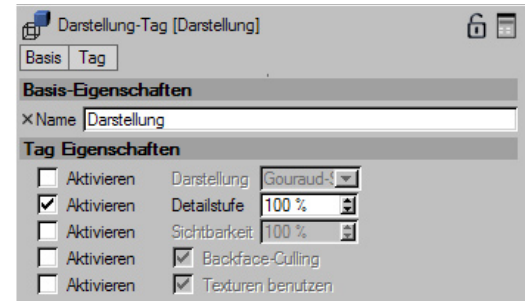 Darstellung-Tag [Darstellung]
Basis Tag
Basis-Eigenschaften
Name Darstellung
Tag Eigenschaften
Aktivieren Darstellung Gouraud-S
Aktivieren Detailstufe 100 %
Aktivieren Sichtbarkeit 100 %
Aktivieren Backface-Culling
Aktivieren Texturen benutzen